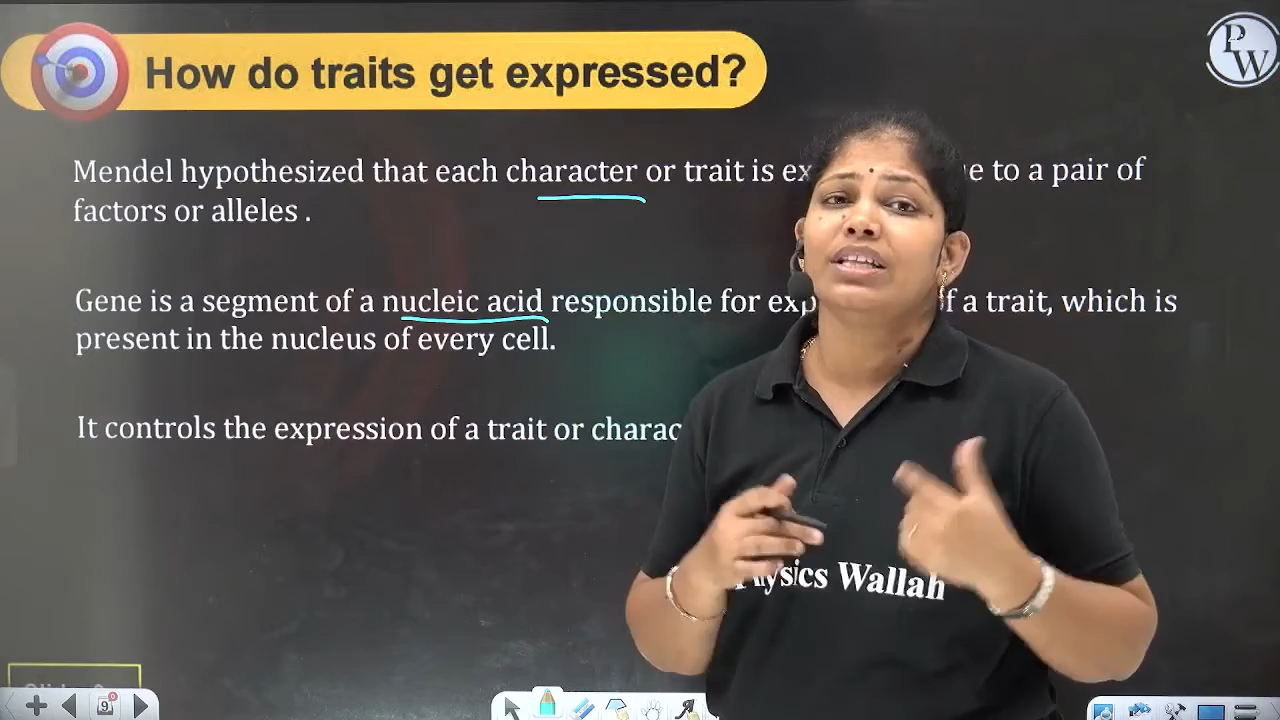 How do traits get expressed?
PW
Mendel hypothesized that each character or trait is ex e to a pair of
factors or alleles .
Gene is a segment of a nucleic acid responsible for exp f a trait, which is
present in the nucleus of every cell.
It controls the expression of a trait or charac
Physics Wallah
9